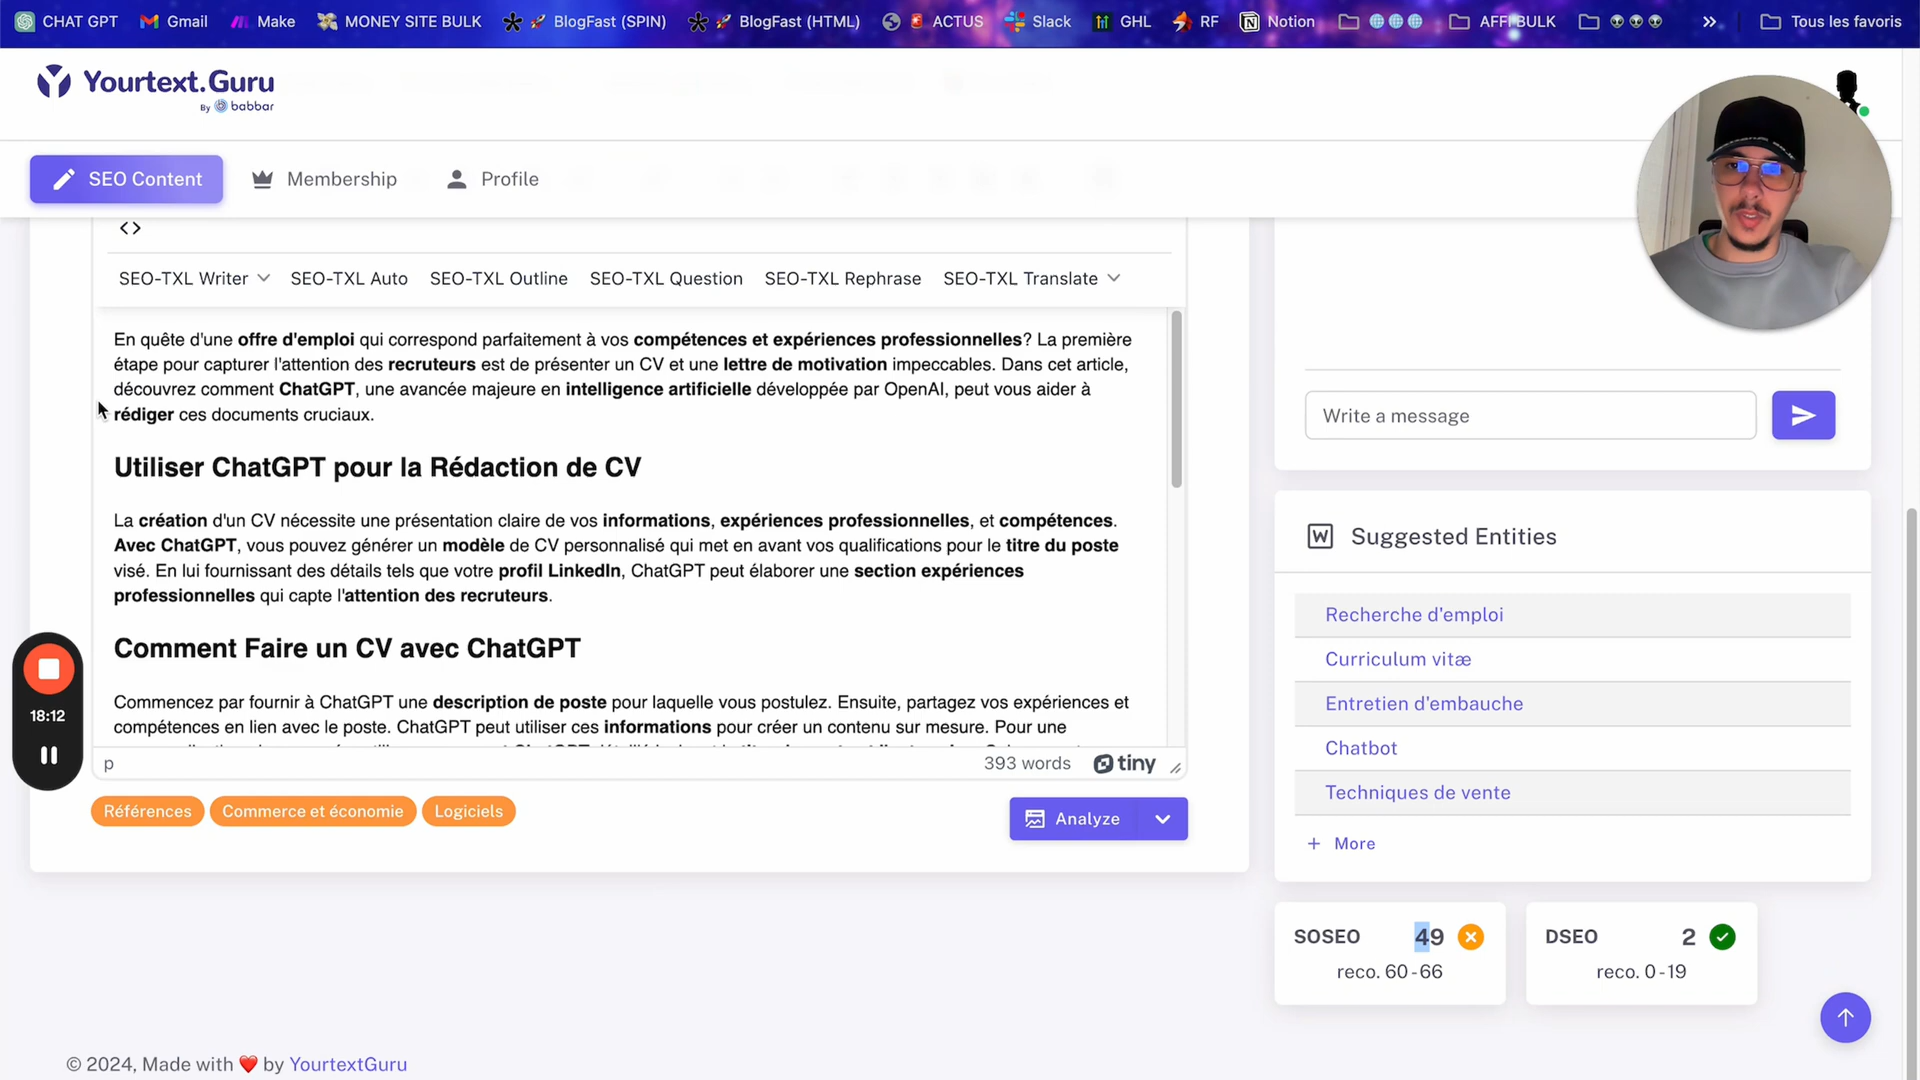 CHAT GPT Gmail Make MONEY SITE BULK BlogFast (SPIN) BlogFast (HTML) ACTUS Slack GHL RF Notion AFFI BULK Tous les favoris
Yourtext.Guru
By babbar
SEO Content Membership Profile
SEO-TXL Writer SEO-TXL Auto SEO-TXL Outline SEO-TXL Question SEO-TXL Rephrase SEO-TXL Translate
En quête d'une offre d'emploi qui correspond parfaitement à vos compétences et expériences professionnelles? La première
étape pour capturer l'attention des recruteurs est de présenter un CV et une lettre de motivation impeccables. Dans cet article,
découvrez comment ChatGPT, une avancée majeure en intelligence artificielle développée par OpenAI, peut vous aider à
rédiger ces documents cruciaux.
Utiliser ChatGPT pour la Rédaction de CV
La création d'un CV nécessite une présentation claire de vos informations, expériences professionnelles, et compétences.
Avec ChatGPT, vous pouvez générer un modèle de CV personnalisé qui met en avant vos qualifications pour le titre du poste
visé. En lui fournissant des détails tels que votre profil LinkedIn, ChatGPT peut élaborer une section expériences
professionnelles qui capte l'attention des recruteurs.
Comment Faire un CV avec ChatGPT
Commencez par fournir à ChatGPT une description de poste pour laquelle vous postulez. Ensuite, partagez vos expériences et
compétences en lien avec le poste. ChatGPT peut utiliser ces informations pour créer un contenu sur mesure. Pour une
p 393 words tiny
Références Commerce et économie Logiciels
Analyze
18:12
Write a message
Suggested Entities
Recherche d'emploi
Curriculum vitæ
Entretien d'embauche
Chatbot
Techniques de vente
+ More
SOSEO 49
reco. 60-66
DSEO 2
reco. 0-19
© 2024, Made with ❤️ by YourtextGuru